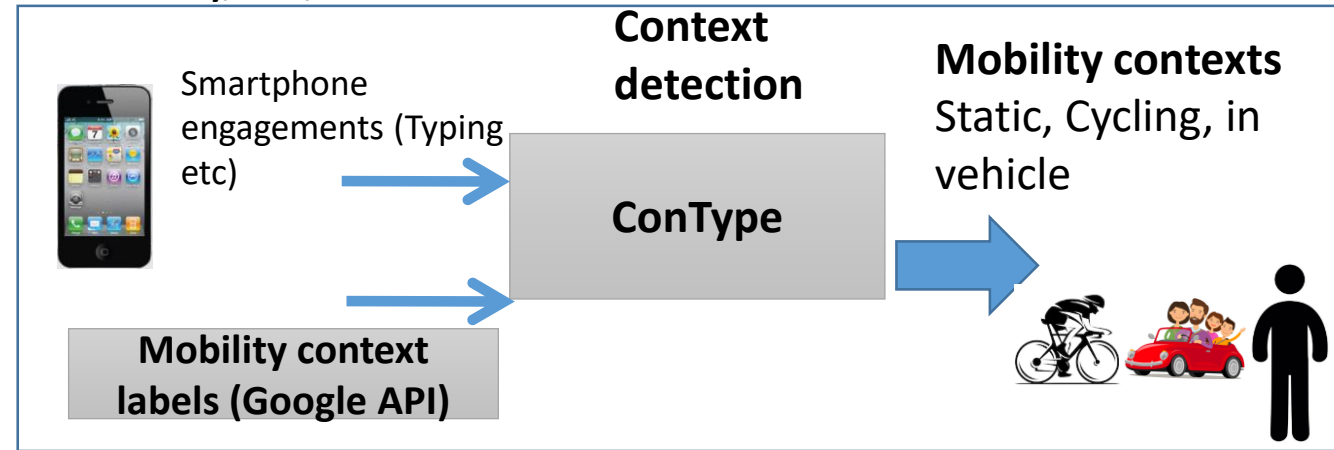 Smartphone
engagements (Typing
etc)
Context
detection
ConType
Mobility context
labels (Google API)
Mobility contexts
Static, Cycling, in
vehicle